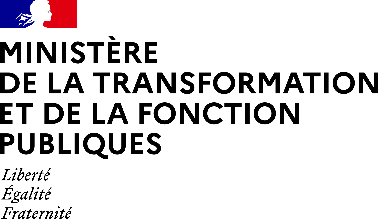 MINISTÈRE
DE LA TRANSFORMATION
ET DE LA FONCTION
PUBLIQUES
Liberté
Égalité
Fraternité